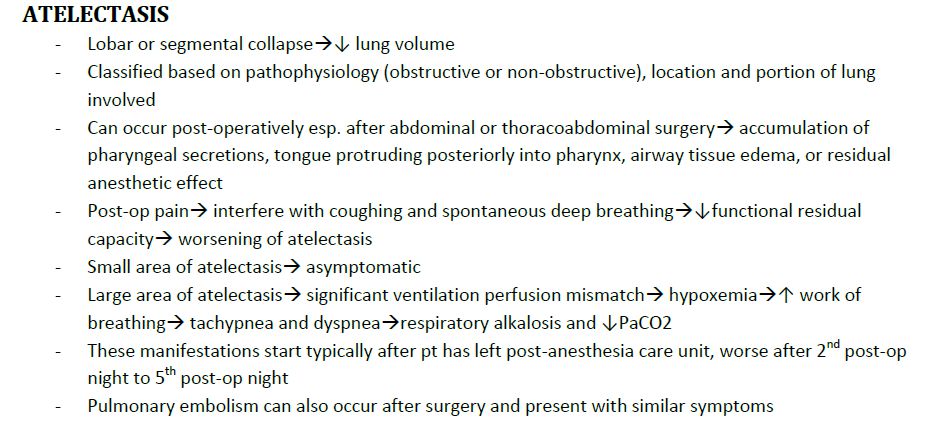 ATELECTASIS
- Lobar or segmental collapse→↓ lung volume
- Classified based on pathophysiology (obstructive or non-obstructive), location and portion of lung
involved
- Can occur post-operatively esp. after abdominal or thoracoabdominal surgery→ accumulation of
pharyngeal secretions, tongue protruding posteriorly into pharynx, airway tissue edema, or residual
anesthetic effect
- Post-op pain→ interfere with coughing and spontaneous deep breathing→↓functional residual
capacity→ worsening of atelectasis
- Small area of atelectasis→ asymptomatic
- Large area of atelectasis→ significant ventilation perfusion mismatch→ hypoxemia→↑ work of
breathing→ tachypnea and dyspnea→respiratory alkalosis and ↓PaCO2
- These manifestations start typically after pt has left post-anesthesia care unit, worse after 2nd post-op
night to 5th post-op night
- Pulmonary embolism can also occur after surgery and present with similar symptoms